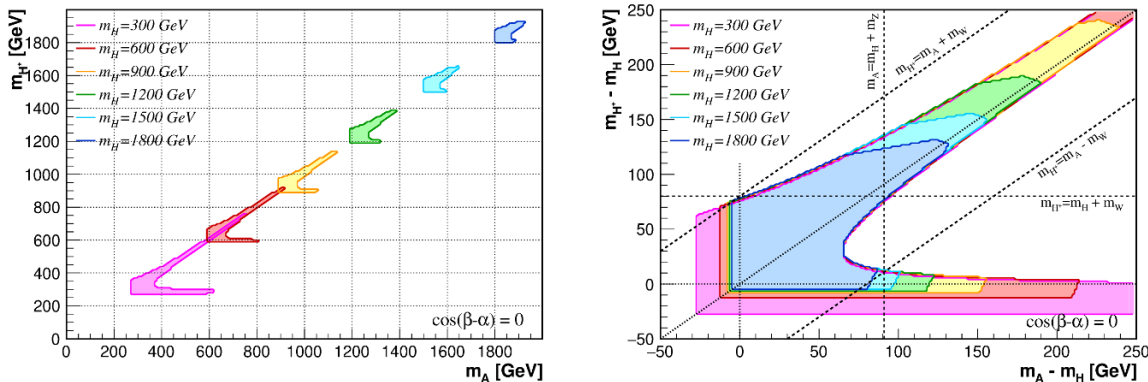 m_H⁺ [GeV]
1800
1600
1400
1200
1000
800
600
400
200
0
m_H=300 GeV
m_H=600 GeV
m_H=900 GeV
m_H=1200 GeV
m_H=1500 GeV
m_H=1800 GeV
cos(β-α) = 0
0 200 400 600 800 1000 1200 1400 1600 1800
m_A [GeV]
m_H⁺ - m_H [GeV]
250
200
150
100
50
0
−50
m_H=300 GeV
m_H=600 GeV
m_H=900 GeV
m_H=1200 GeV
m_H=1500 GeV
m_H=1800 GeV
m_A=m_H + m_Z
m_H⁺=m_A + m_W
m_H⁺=m_A - m_W
m_H⁺=m_H + m_W
cos(β-α) = 0
−50 0 50 100 150 200 250
m_A - m_H [GeV]